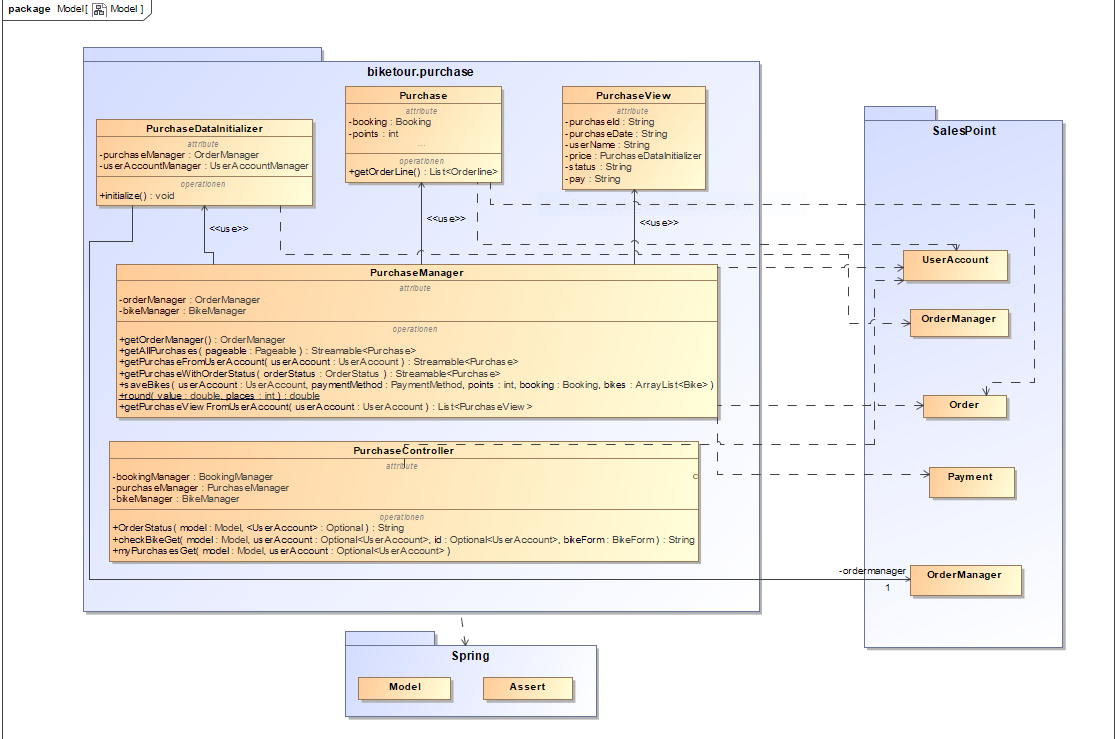 package Model[ Model ]
biketour.purchase
PurchaseDataInitializer
attribute
-purchaseManager : OrderManager
-userAccountManager : UserAccountManager
operationen
+initialize() : void
Purchase
attribute
-booking : Booking
-points : int
...
operationen
+getOrderLine() : List<Orderline>
PurchaseView
attribute
-purchaseId : String
-purchaseDate : String
-userName : String
-price : PurchaseDataInitializer
-status : String
-pay : String
<<use>>
<<use>>
<<use>>
PurchaseManager
attribute
-orderManager : OrderManager
-bikeManager : BikeManager
operationen
+getOrderManager() : OrderManager
+getAllPurchases( pageable : Pageable ) : Streamable<Purchase>
+getPurchaseFromUserAccount( userAccount : UserAccount ) : Streamable<Purchase>
+getPurchaseWithOrderStatus( orderStatus : OrderStatus ) : Streamable<Purchase>
+saveBikes( userAccount : UserAccount, paymentMethod : PaymentMethod, points : int, booking : Booking, bikes : ArrayList<Bike> )
+round( value : double, places : int ) : double
+getPurchaseView FromUserAccount( userAccount : UserAccount ) : List<PurchaseView >
PurchaseController
attribute
-bookingManager : BookingManager
-purchaseManager : PurchaseManager
-bikeManager : BikeManager
operationen
+OrderStatus( model : Model, <UserAccount> : Optional ) : String
+checkBikeGet( model : Model, userAccount : Optional<UserAccount>, id : Optional<UserAccount>, bikeForm : BikeForm ) : String
+myPurchasesGet( model : Model, userAccount : Optional<UserAccount> )
SalesPoint
UserAccount
OrderManager
Order
Payment
-ordermanager
1
OrderManager
Spring
Model
Assert